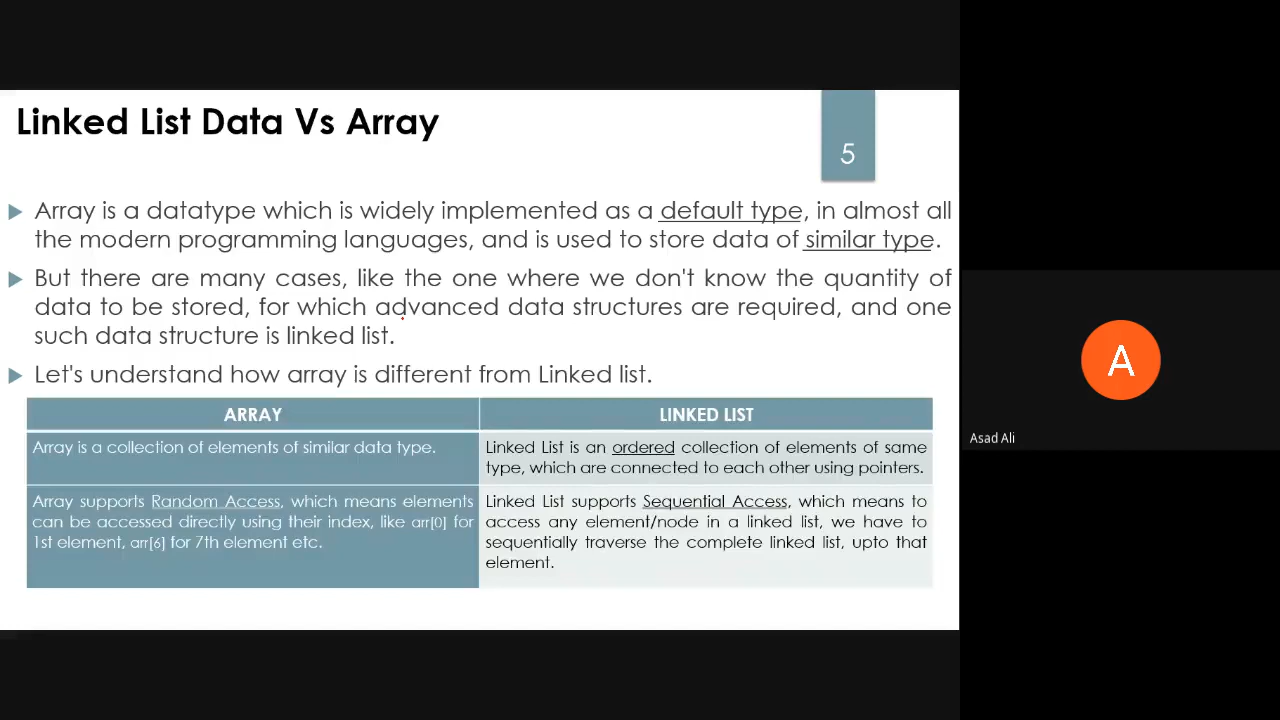 Linked List Data Vs Array
5
Array is a datatype which is widely implemented as a default type, in almost all
the modern programming languages, and is used to store data of similar type.
But there are many cases, like the one where we don't know the quantity of
data to be stored, for which advanced data structures are required, and one
such data structure is linked list.
Let's understand how array is different from Linked list.
ARRAY
LINKED LIST
Array is a collection of elements of similar data type.
Linked List is an ordered collection of elements of same
type, which are connected to each other using pointers.
Array supports Random Access, which means elements
can be accessed directly using their index, like arr[0] for
1st element, arr[6] for 7th element etc.
Linked List supports Sequential Access, which means to
access any element/node in a linked list, we have to
sequentially traverse the complete linked list, upto that
element.
A
Asad Ali